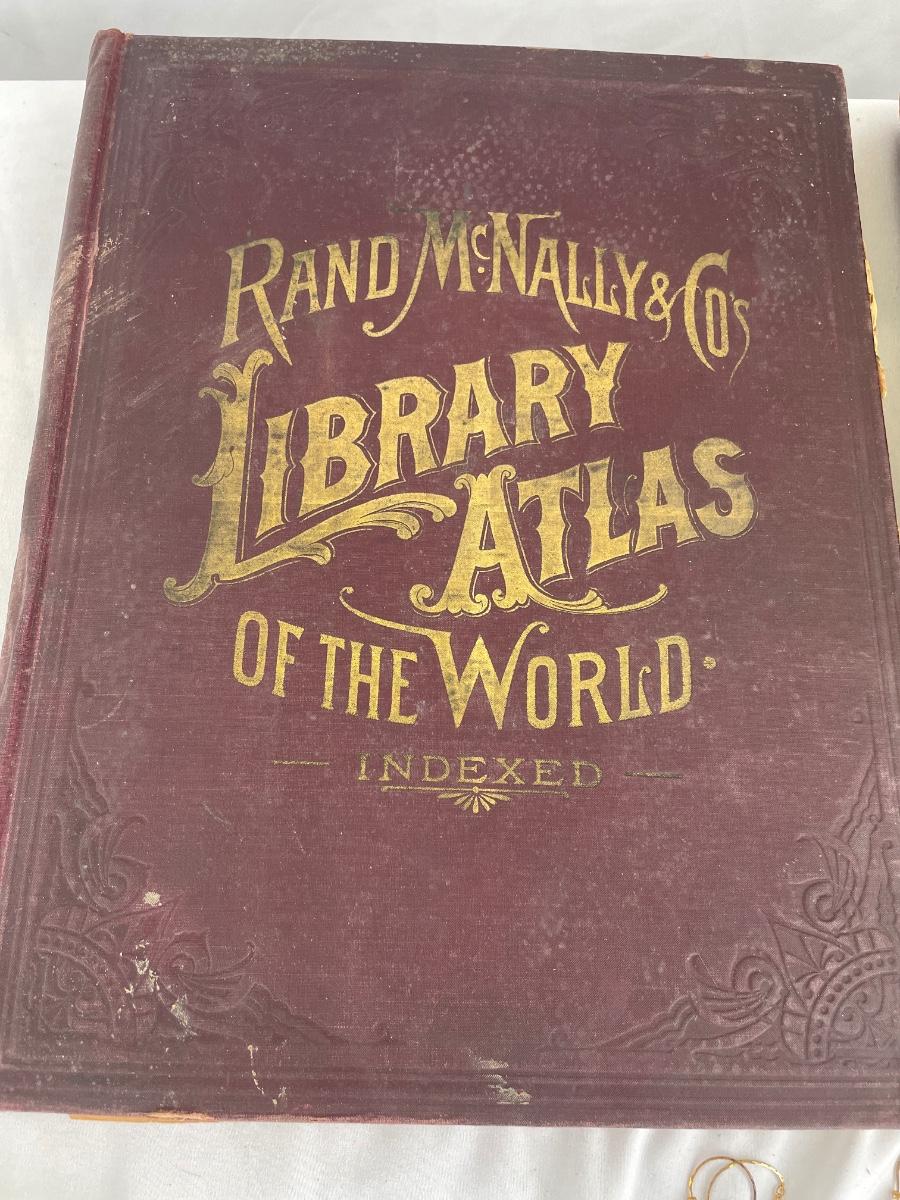 RAND McNALLY & CO'S
LIBRARY
ATLAS
OF THE WORLD.
INDEXED